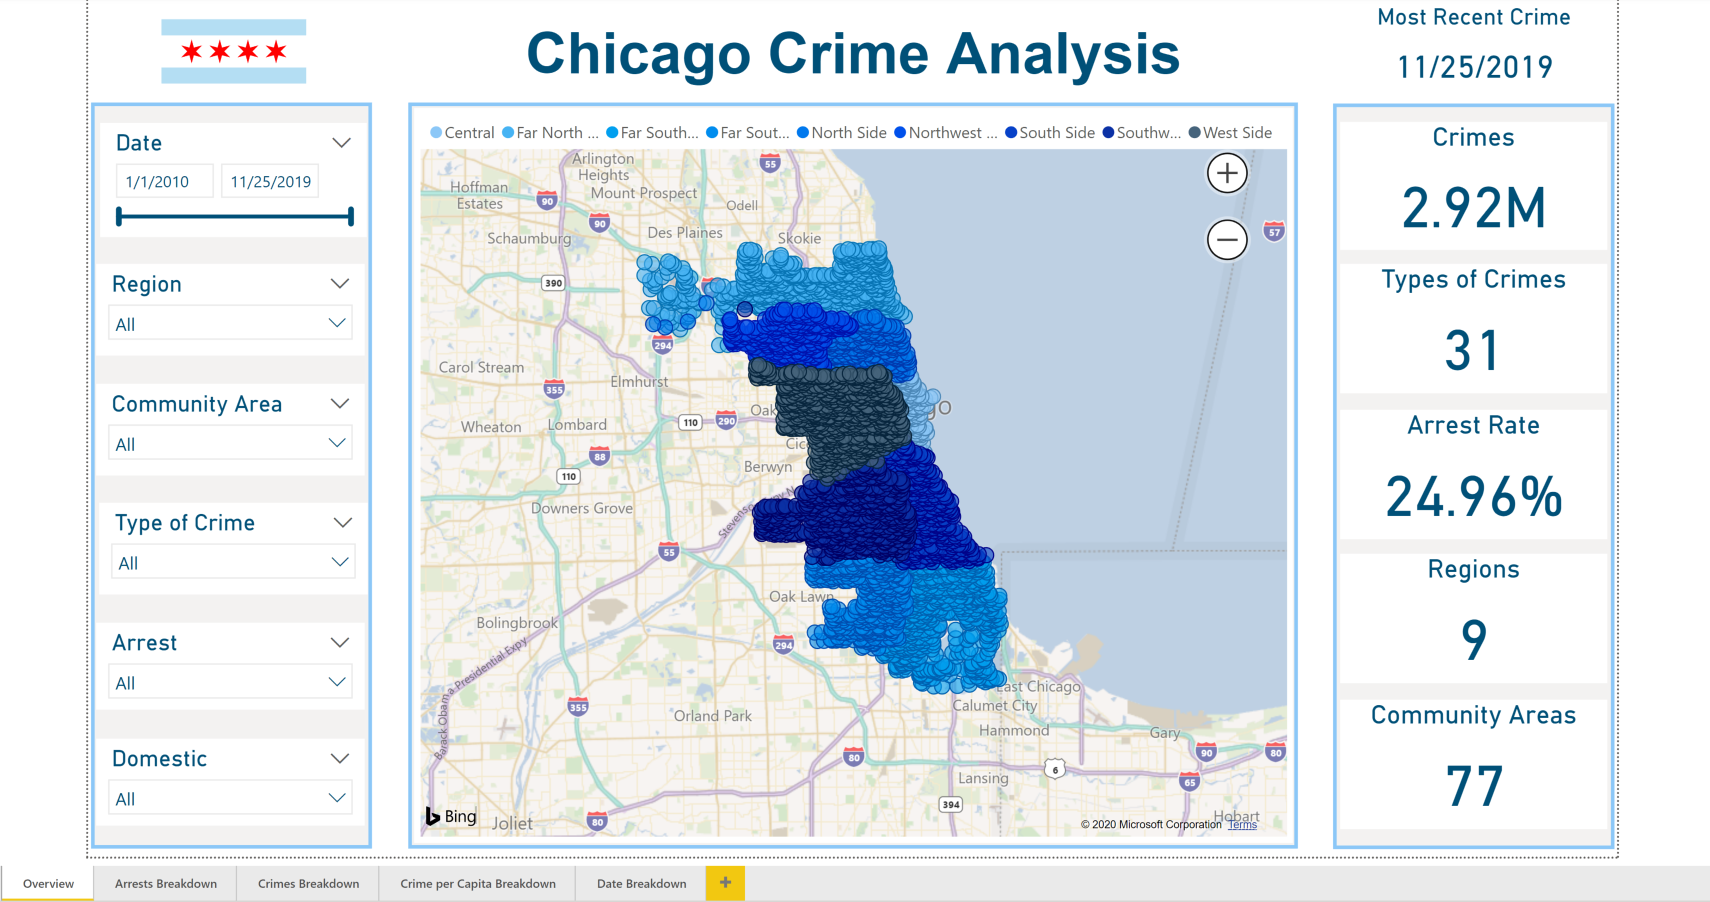 Chicago Crime Analysis
Most Recent Crime
11/25/2019
Date
1/1/2010
11/25/2019
Region
All
Community Area
All
Type of Crime
All
Arrest
All
Domestic
All
Central Far North ... Far South... Far Sout... North Side Northwest ... South Side Southw... West Side
Arlington
Heights
55
Hoffman
Estates
Mount Prospect
90
Odell
90
57
Schaumburg
Des Plaines
Skokie
390
294
Carol Stream
Elmhurst
355
Oak
110
290
go
Wheaton
Lombard
Cic
88
Berwyn
110
Downers Grove
Stevens
55
Oak Lawn
Bolingbrook
294
Barack Obama Presidential Expy
East Chicago
355
Calumet City
Orland Park
Hammond
Gary
80
90
80
6
Lansing
65
394
Hobart
Bing
Joliet
80
© 2020 Microsoft Corporation Terms
Crimes
2.92M
Types of Crimes
31
Arrest Rate
24.96%
Regions
9
Community Areas
77
Overview
Arrests Breakdown
Crimes Breakdown
Crime per Capita Breakdown
Date Breakdown
+